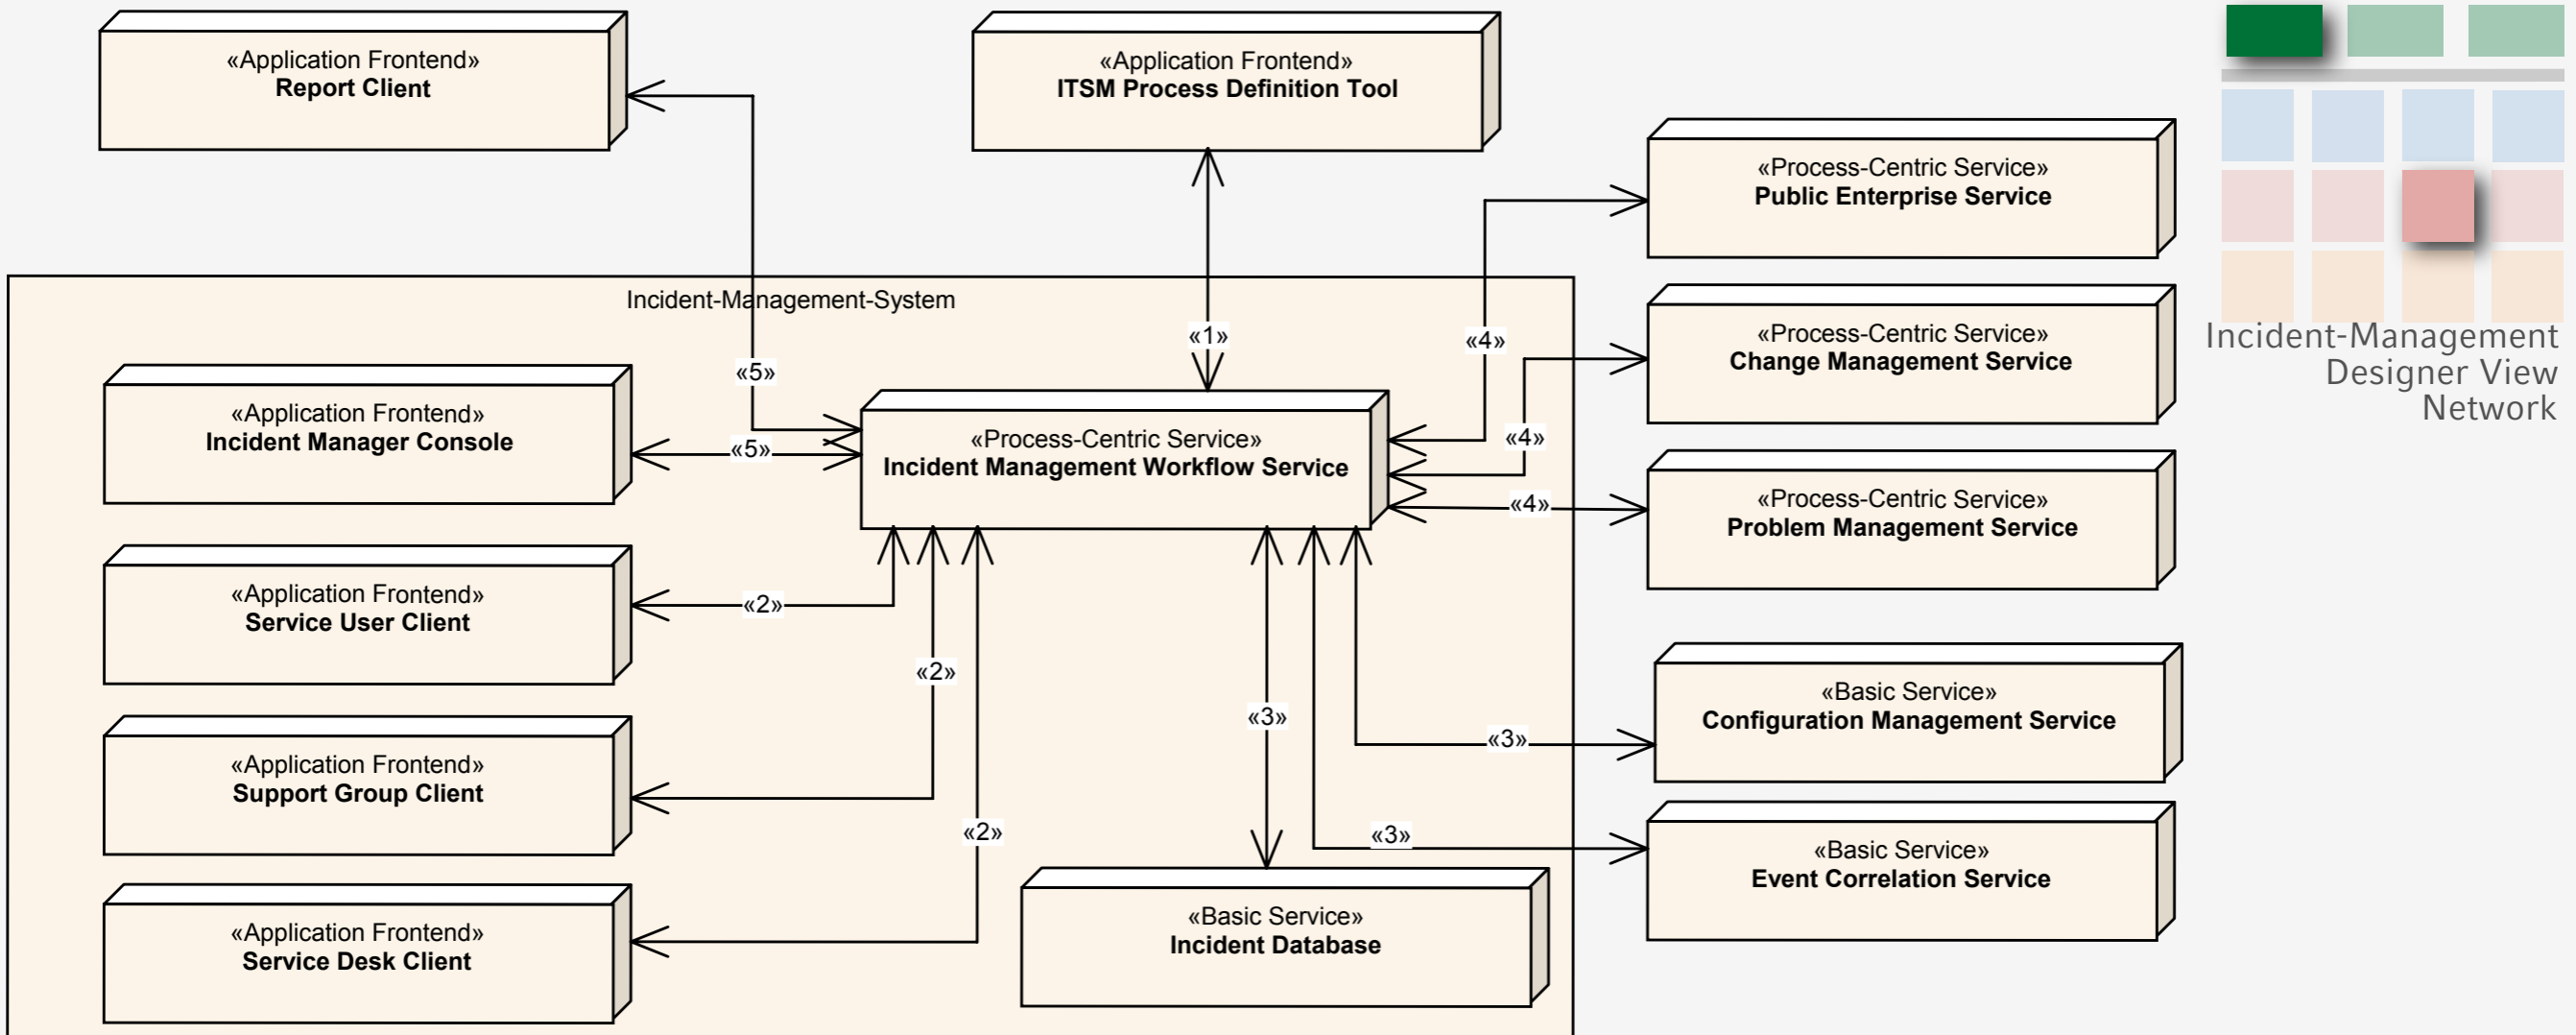 «Application Frontend»
Report Client
«Application Frontend»
ITSM Process Definition Tool
«Process-Centric Service»
Public Enterprise Service
Incident-Management-System
«1»
«4»
«Process-Centric Service»
Change Management Service
Incident-Management
Designer View
Network
«5»
«Application Frontend»
Incident Manager Console
«5»
«Process-Centric Service»
Incident Management Workflow Service
«4»
«4»
«Process-Centric Service»
Problem Management Service
«Application Frontend»
Service User Client
«2»
«2»
«3»
«3»
«Basic Service»
Configuration Management Service
«Application Frontend»
Support Group Client
«2»
«3»
«Basic Service»
Event Correlation Service
«Application Frontend»
Service Desk Client
«Basic Service»
Incident Database